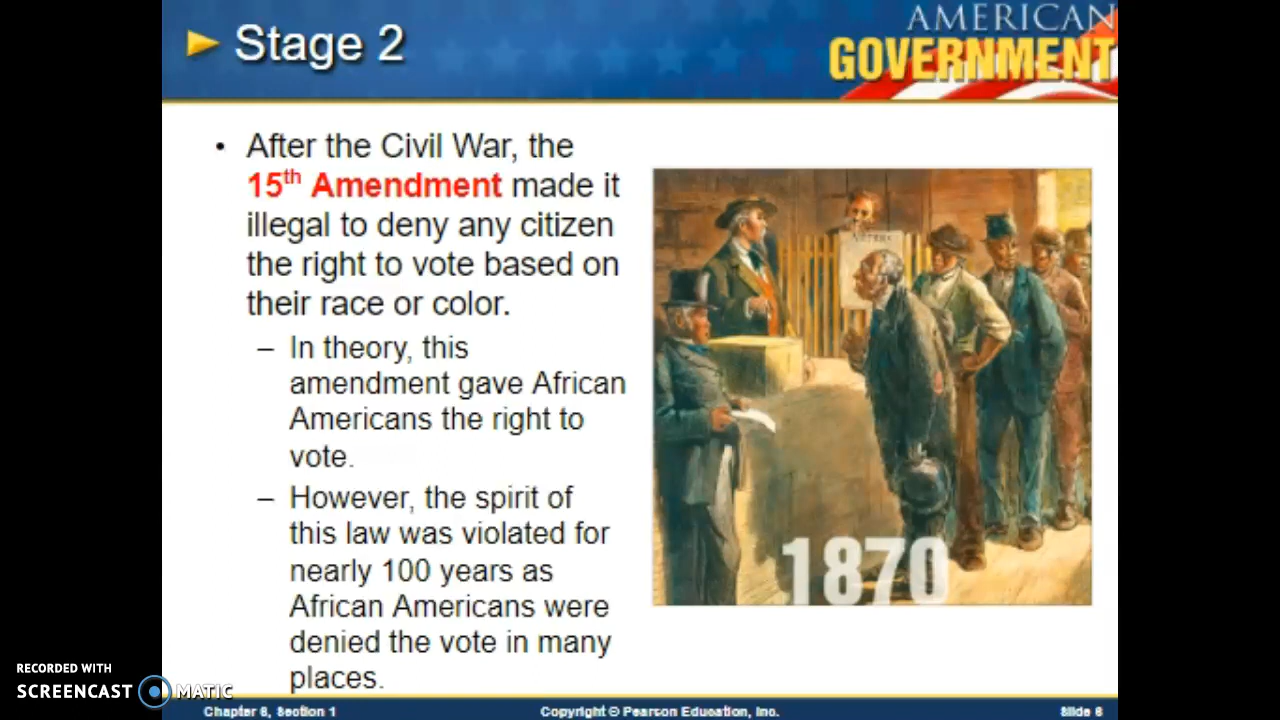 Stage 2
AMERICAN
GOVERNMENT
• After the Civil War, the
15th Amendment made it
illegal to deny any citizen
the right to vote based on
their race or color.
– In theory, this
amendment gave African
Americans the right to
vote.
– However, the spirit of
this law was violated for
nearly 100 years as
African Americans were
denied the vote in many
places.
1870
RECORDED WITH
SCREENCAST MATIC
Chapter 6, Section 1
Copyright © Pearson Education, Inc.
Slide 6